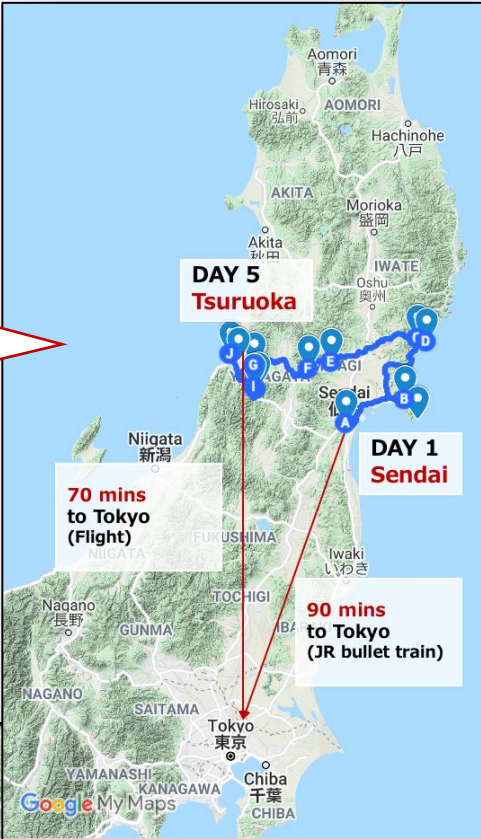 Aomori
青森
Hirosaki
弘前
AOMORI
Hachinohe
八戸
AKITA
Morioka
盛岡
Akita
秋田
IWATE
DAY 5
Tsuruoka
Oshu
奥州
D
J
G
F
E
I
Sendai
B
A
Niigata
新潟
DAY 1
Sendai
70 mins
to Tokyo
(Flight)
NIIGATA
FUKUSHIMA
Iwaki
いわき
TOCHIGI
Nagano
長野
GUNMA
90 mins
to Tokyo
(JR bullet train)
NAGANO
SAITAMA
Tokyo
東京
YAMANASHI
Chiba
千葉
KANAGAWA
CHIBA
Google My Maps